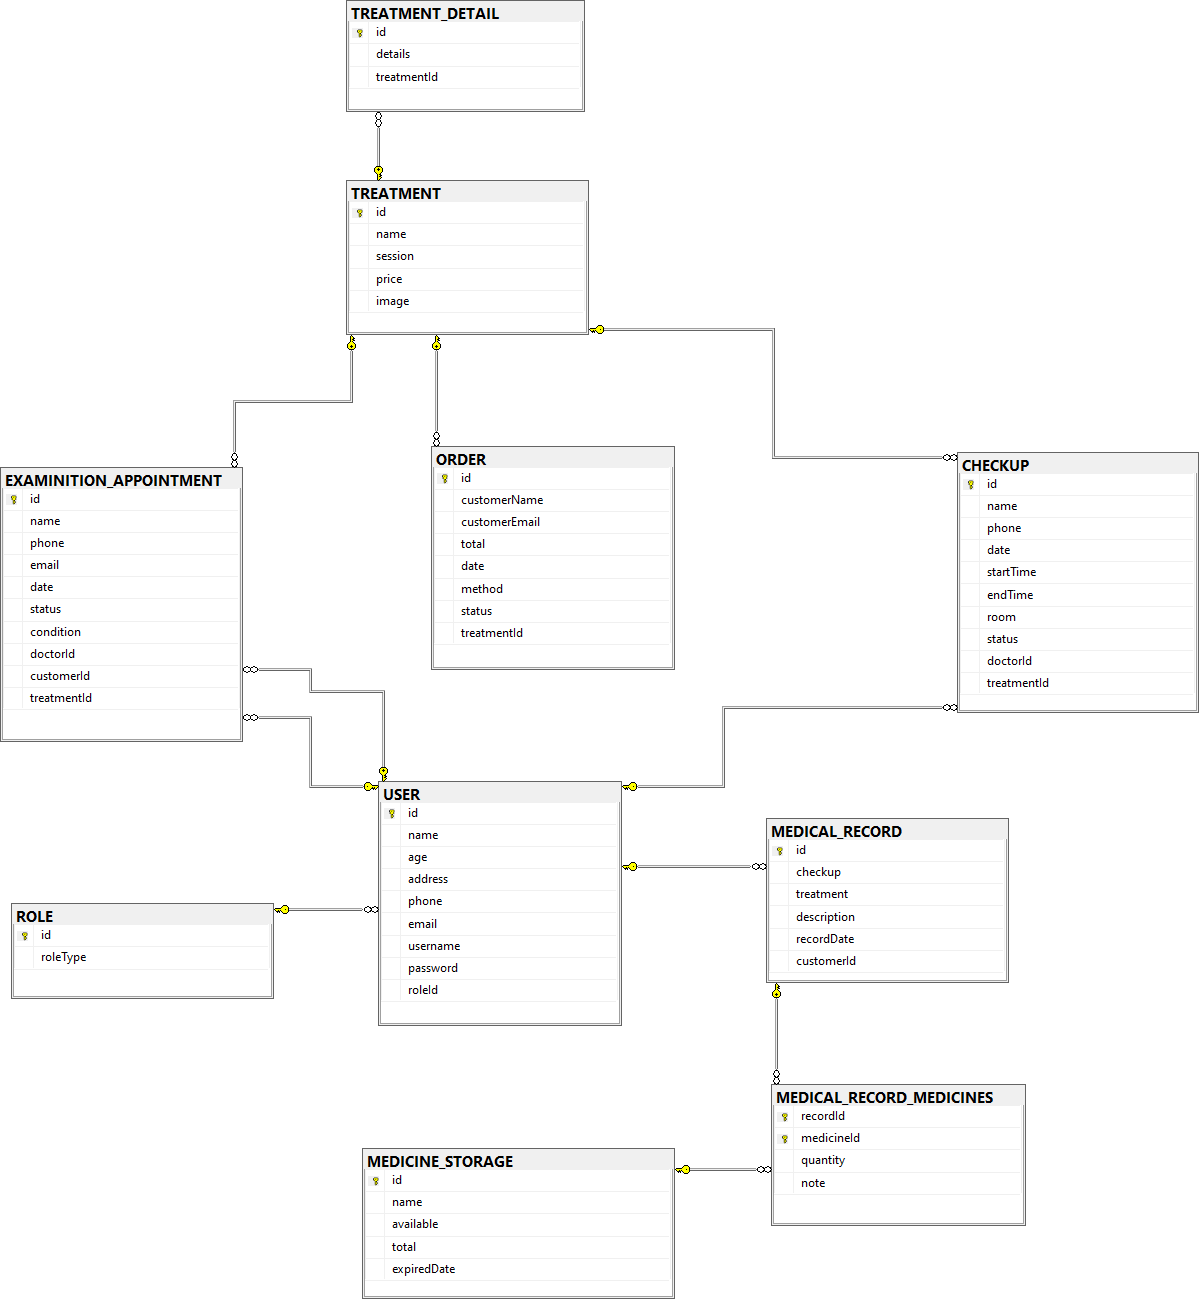 TREATMENT_DETAIL
id
details
treatmentId
TREATMENT
id
name
session
price
image
EXAMINITION_APPOINTMENT
id
name
phone
email
date
status
condition
doctorId
customerId
treatmentId
ORDER
id
customerName
customerEmail
total
date
method
status
treatmentId
CHECKUP
id
name
phone
date
startTime
endTime
room
status
doctorId
treatmentId
USER
id
name
age
address
phone
email
username
password
roleId
MEDICAL_RECORD
id
checkup
treatment
description
recordDate
customerId
ROLE
id
roleType
MEDICAL_RECORD_MEDICINES
recordId
medicineId
quantity
note
MEDICINE_STORAGE
id
name
available
total
expiredDate